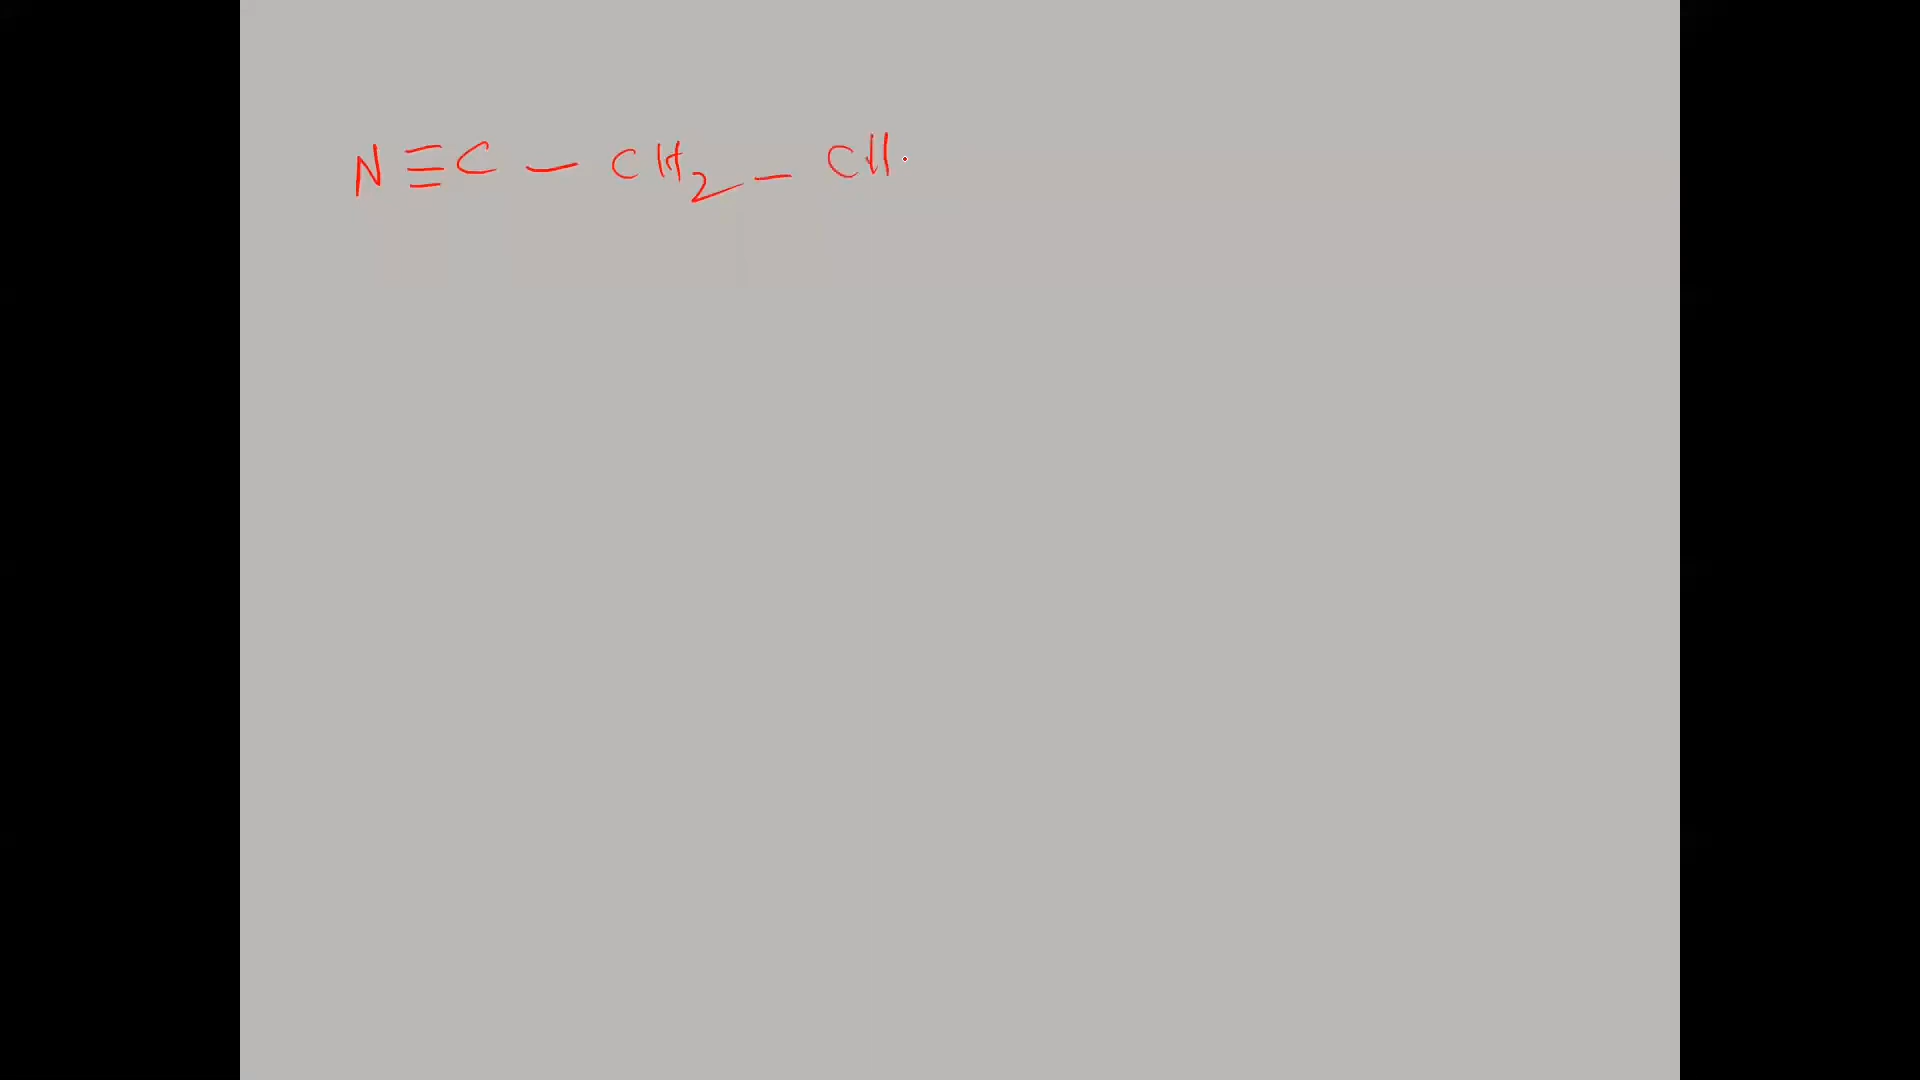 N≡C — CH₂ — CH